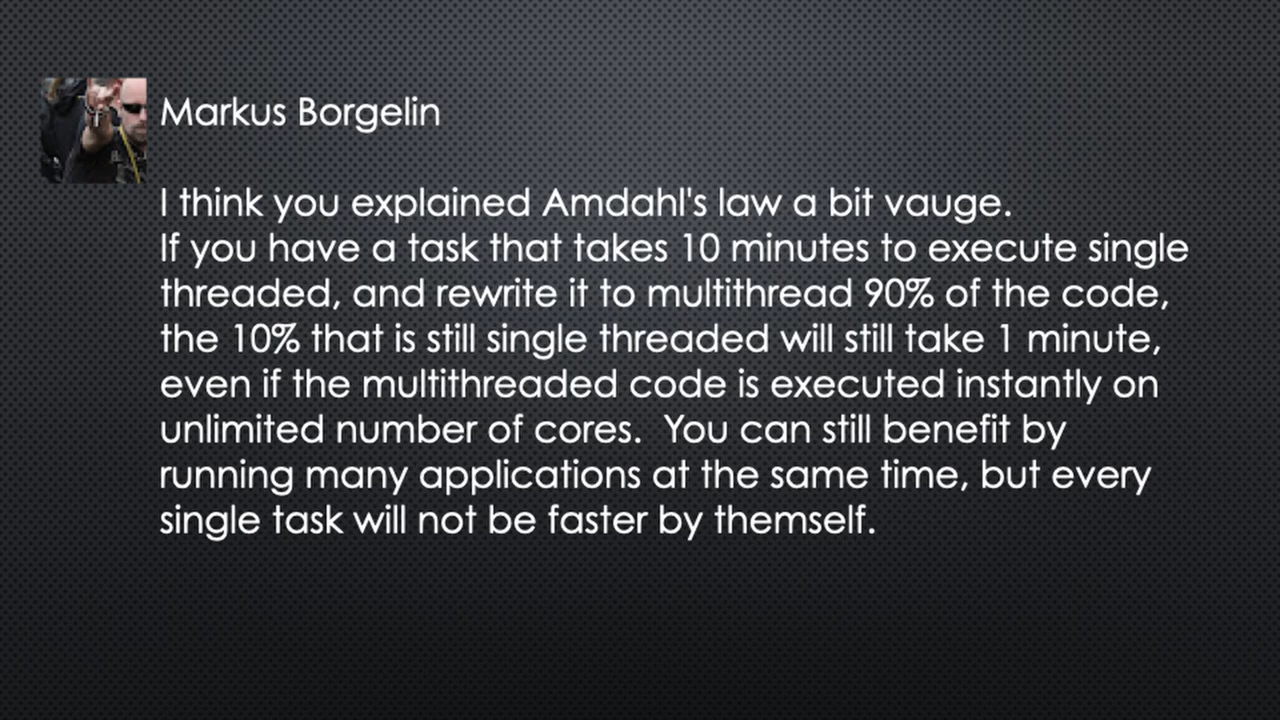 Markus Borgelin
I think you explained Amdahl's law a bit vauge.
If you have a task that takes 10 minutes to execute single
threaded, and rewrite it to multithread 90% of the code,
the 10% that is still single threaded will still take 1 minute,
even if the multithreaded code is executed instantly on
unlimited number of cores.  You can still benefit by
running many applications at the same time, but every
single task will not be faster by themself.